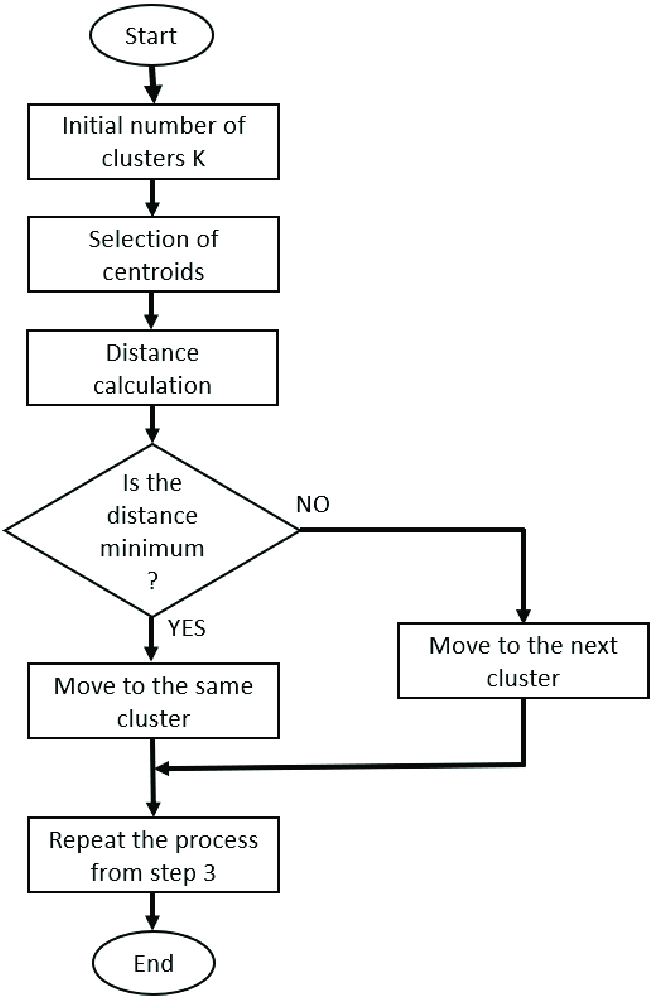 Start
Initial number of
clusters K
Selection of
centroids
Distance
calculation
Is the
distance
minimum
?
NO
YES
Move to the same
cluster
Move to the next
cluster
Repeat the process
from step 3
End